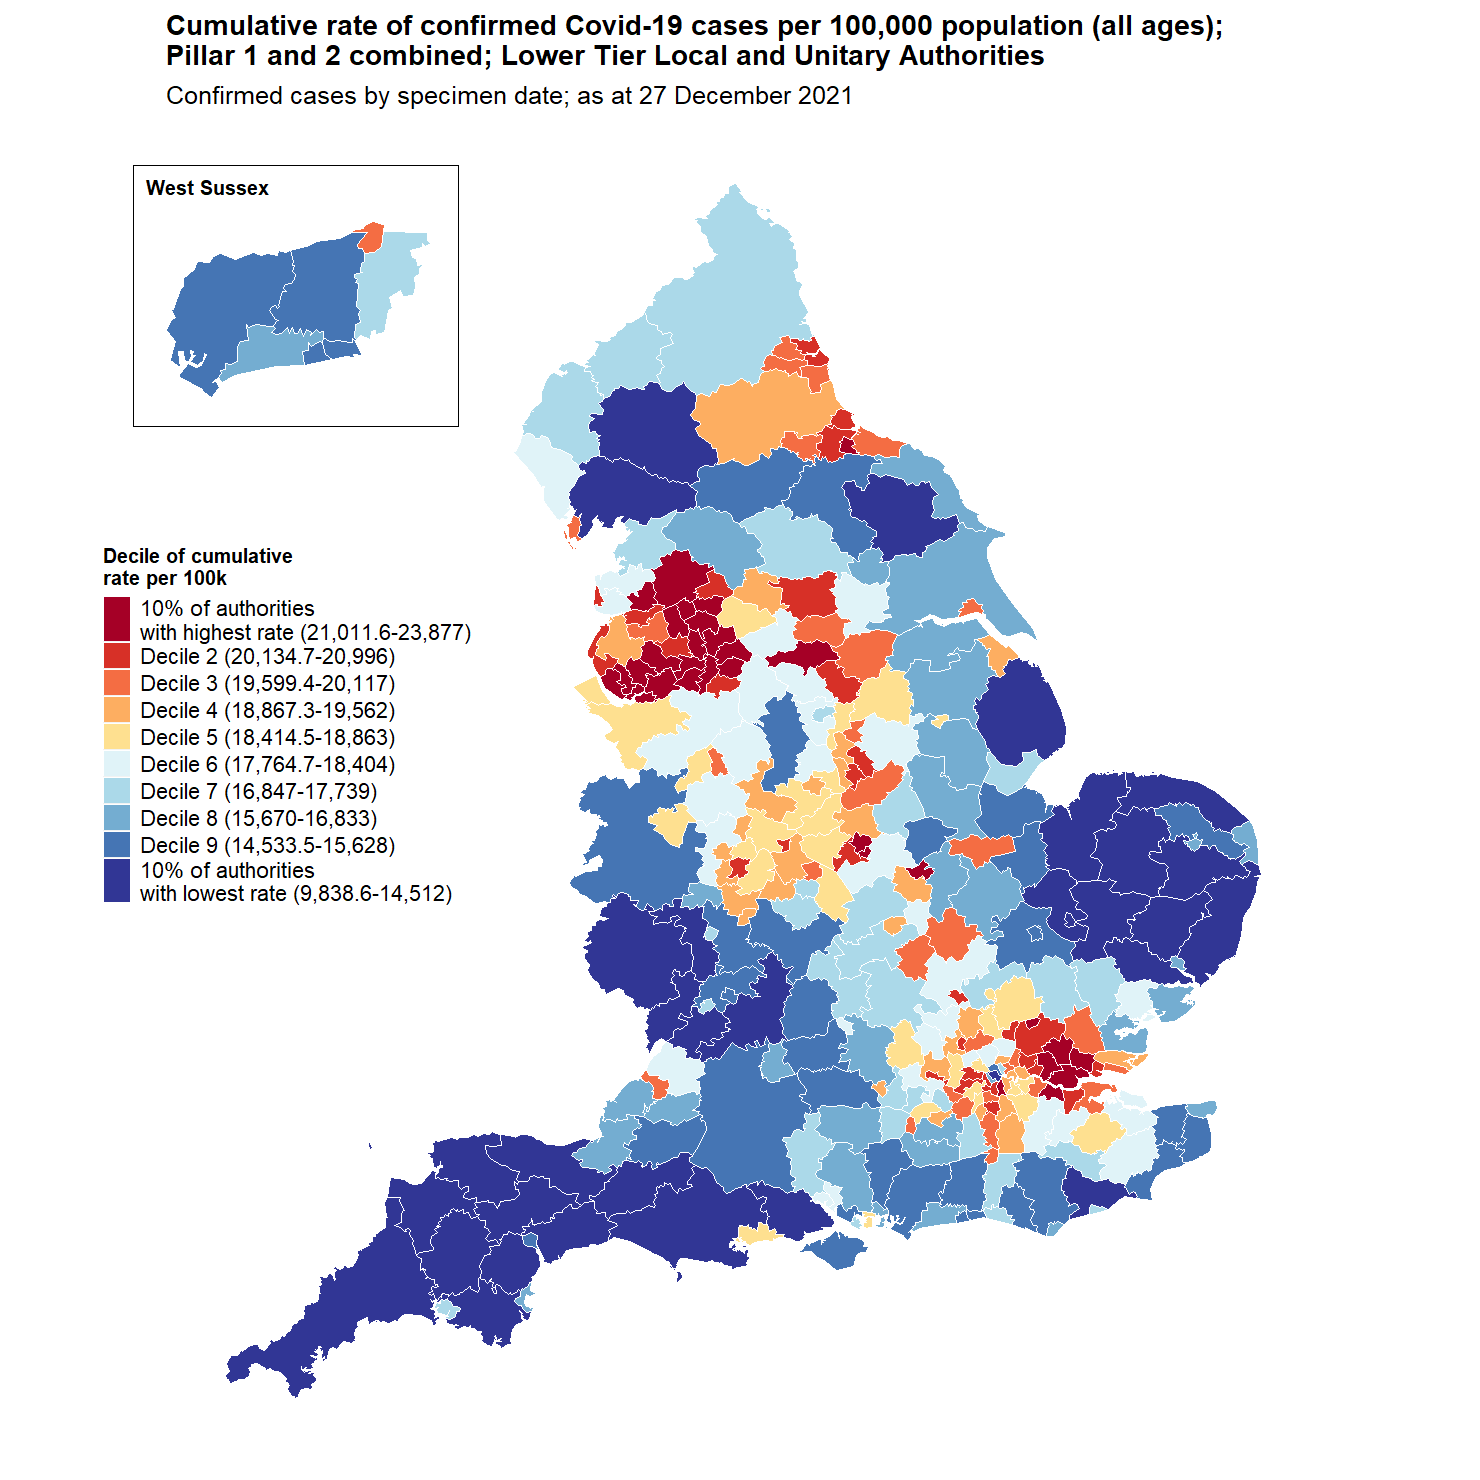 Cumulative rate of confirmed Covid-19 cases per 100,000 population (all ages);
Pillar 1 and 2 combined; Lower Tier Local and Unitary Authorities
Confirmed cases by specimen date; as at 27 December 2021
West Sussex
Decile of cumulative
rate per 100k
10% of authorities
with highest rate (21,011.6-23,877)
Decile 2 (20,134.7-20,996)
Decile 3 (19,599.4-20,117)
Decile 4 (18,867.3-19,562)
Decile 5 (18,414.5-18,863)
Decile 6 (17,764.7-18,404)
Decile 7 (16,847-17,739)
Decile 8 (15,670-16,833)
Decile 9 (14,533.5-15,628)
10% of authorities
with lowest rate (9,838.6-14,512)